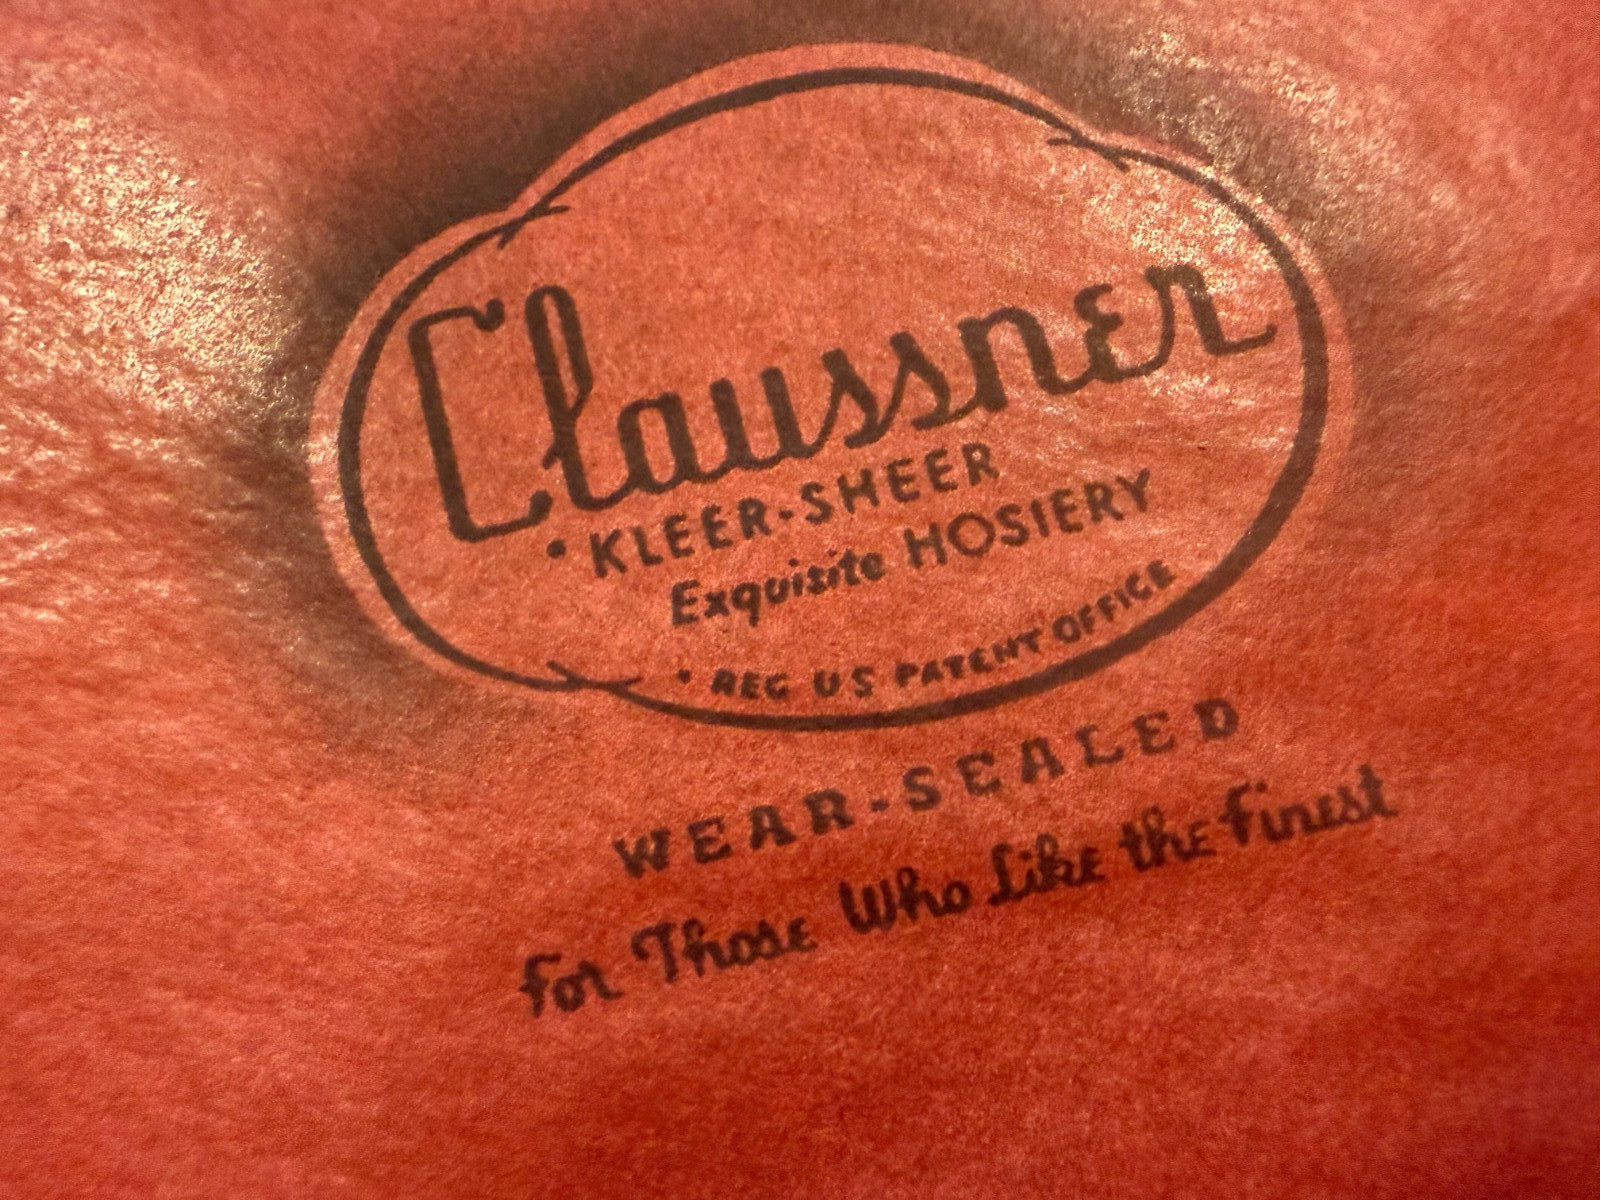 Claussner
• KLEER-SHEER
Exquisite HOSIERY
• REG US PATENT OFFICE
WEAR-SEALED
For Those Who Like the Finest